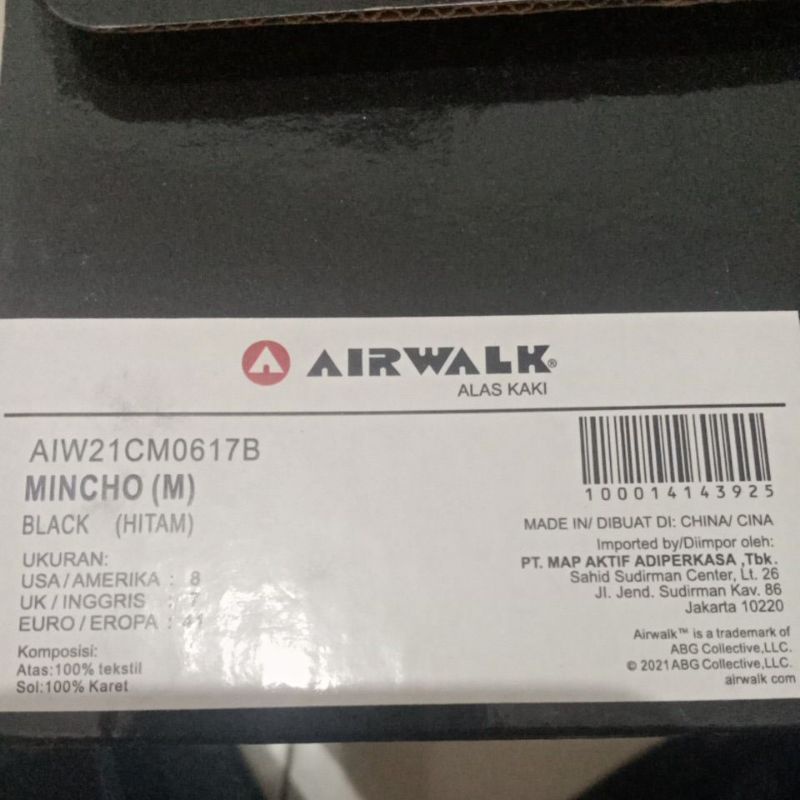 AIRWALK®
ALAS KAKI
AIW21CM0617B
MINCHO (M)
BLACK (HITAM)
UKURAN:
USA/AMERIKA : 8
UK / INGGRIS : 7
EURO / EROPA : 41
Komposisi:
Atas:100% tekstil
Sol:100% Karet
100014143925
MADE IN/ DIBUAT DI: CHINA/ CINA
Imported by/Diimpor oleh:
PT. MAP AKTIF ADIPERKASA ,Tbk.
Sahid Sudirman Center, Lt. 26
Jl. Jend. Sudirman Kav. 86
Jakarta 10220
Airwalk™ is a trademark of
ABG Collective,LLC.
© 2021 ABG Collective,LLC.
airwalk com